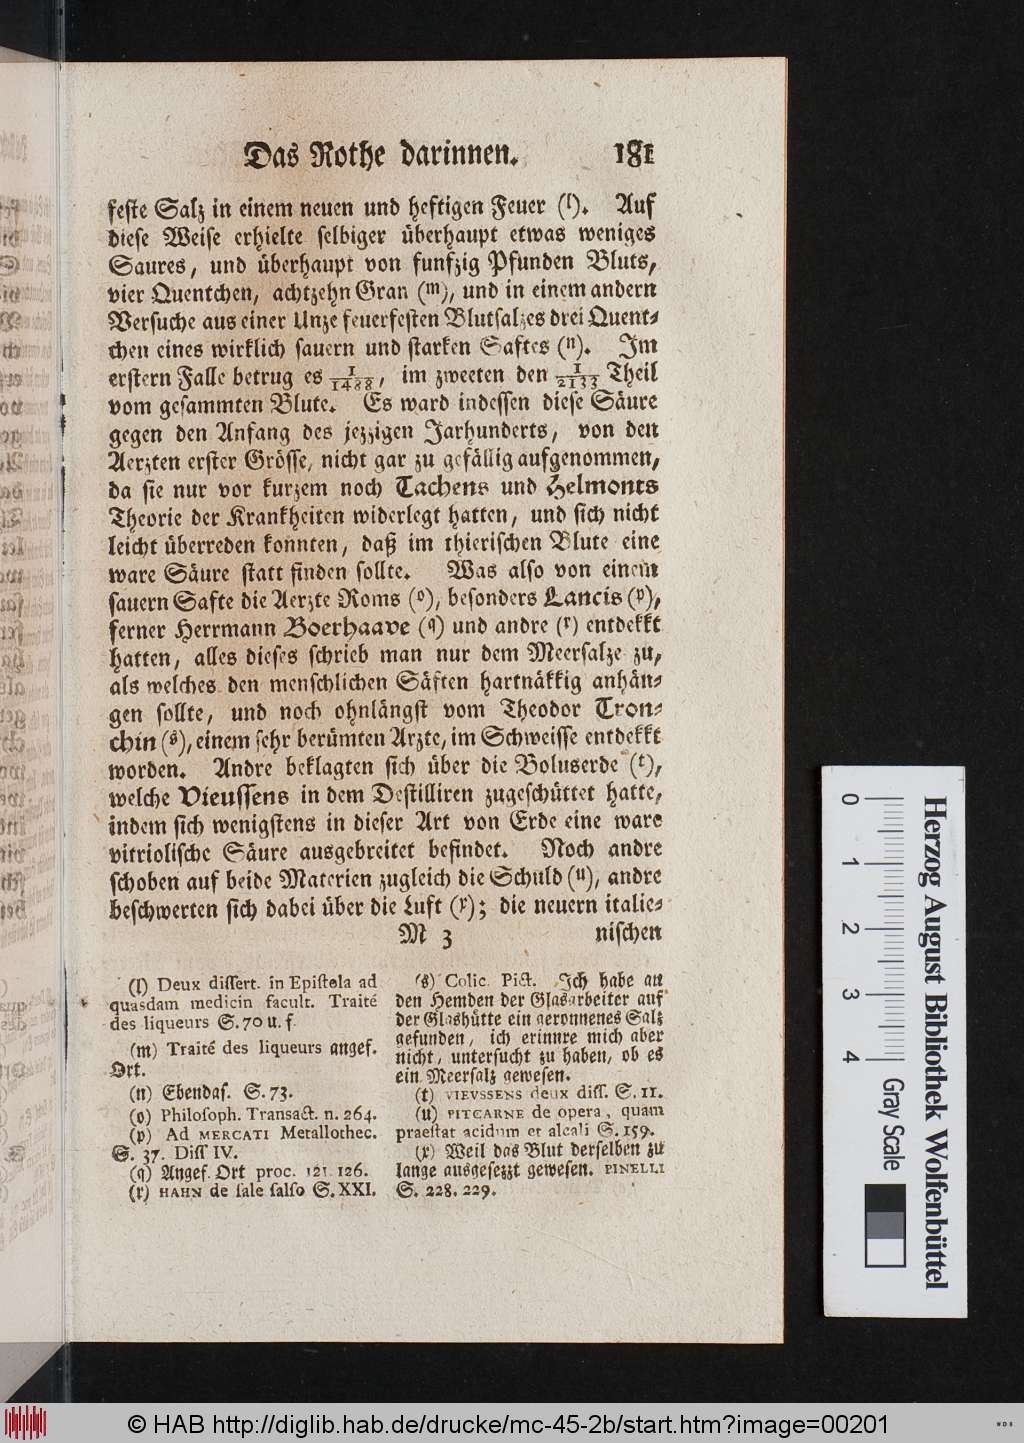 Das Rothe darinnen. 181
feste Salz in einem neuen und heftigen Feuer (l). Auf
diese Weise erhielte selbiger überhaupt etwas weniges
Saures, und überhaupt von funfzig Pfunden Bluts,
vier Quentchen, achtzehn Gran (m), und in einem andern
Versuche aus einer Unze feuerfesten Blutsalzes drei Quent-
chen eines wirklich sauern und starken Saftes (n). Im
erstern Falle betrug es 1/1488, im zweeten den 1/2133 Theil
vom gesammten Blute. Es ward indessen diese Säure
gegen den Anfang des jezzigen Jarhunderts, von den
Aerzten erster Grösse, nicht gar zu gefällig aufgenommen,
da sie nur vor kurzem noch Tachens und Helmonts
Theorie der Krankheiten widerlegt hatten, und sich nicht
leicht überreden konnten, daß im thierischen Blute eine
ware Säure statt finden sollte. Was also von einem
sauern Safte die Aerzte Roms (o), besonders Lancis (p),
ferner Herrmann Boerhaave (q) und andre (r) entdekkt
hatten, alles dieses schrieb man nur dem Meersalze zu,
als welches den menschlichen Säften hartnäkkig anhän-
gen sollte, und noch ohnlängst vom Theodor Tron-
chin (s), einem sehr berümten Arzte, im Schweisse entdekkt
worden. Andre beklagten sich über die Boluserde (t),
welche Vieussens in dem Destilliren zugeschüttet hatte,
indem sich wenigstens in dieser Art von Erde eine ware
vitriolische Säure ausgebreitet befindet. Noch andre
schoben auf beide Materien zugleich die Schuld (u), andre
beschwerten sich dabei über die Luft (x); die neuern italie-
M 3 nischen
(l) Deux dissert. in Epistola ad
quasdam medicin facult. Traité
des liqueurs S. 70 u. f.
(m) Traité des liqueurs angef.
Ort.
(n) Ebendas. S. 73.
(o) Philosoph. Transact. n. 264.
(p) Ad MERCATI Metallothec.
S. 37. Diss IV.
(q) Angef. Ort proc. 121. 126.
(r) HAHN de sale salso S. XXI.
(s) Colic. Pict. Ich habe an
den Hemden der Glasarbeiter auf
der Glashütte ein geronnenes Salz
gefunden, ich erinnre mich aber
nicht, untersucht zu haben, ob es
ein Meersalz gewesen.
(t) VIEVSSENS deux diss. S. 11.
(u) PITCARNE de opera, quam
praestat acidum et alcali S. 159.
(x) Weil das Blut derselben zu
lange ausgesezzt gewesen. PINELLI
S. 228. 229.
0 1 2 3 4
Gray Scale
Herzog August Bibliothek Wolfenbüttel
© HAB http://diglib.hab.de/drucke/mc-45-2b/start.htm?image=00201